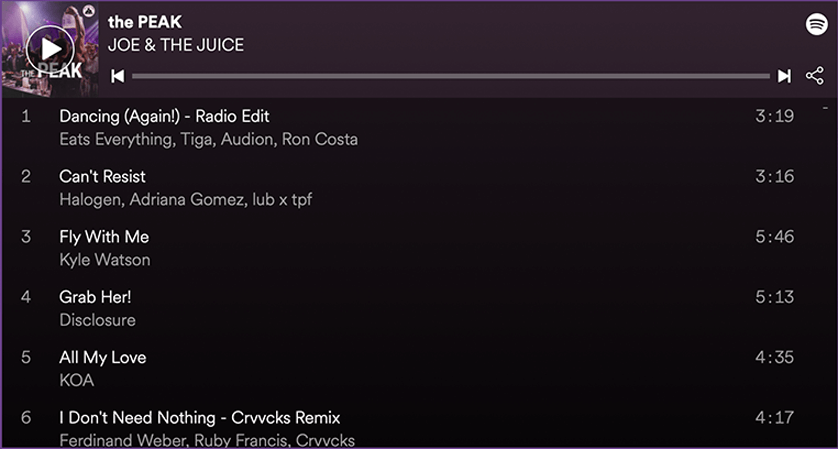 the PEAK
JOE & THE JUICE
THE PEAK
1 Dancing (Again!) - Radio Edit 3:19
Eats Everything, Tiga, Audion, Ron Costa
2 Can't Resist 3:16
Halogen, Adriana Gomez, lub x tpf
3 Fly With Me 5:46
Kyle Watson
4 Grab Her! 5:13
Disclosure
5 All My Love 4:35
KOA
6 I Don't Need Nothing - Crvvcks Remix 4:17
Ferdinand Weber, Ruby Francis, Crvvcks